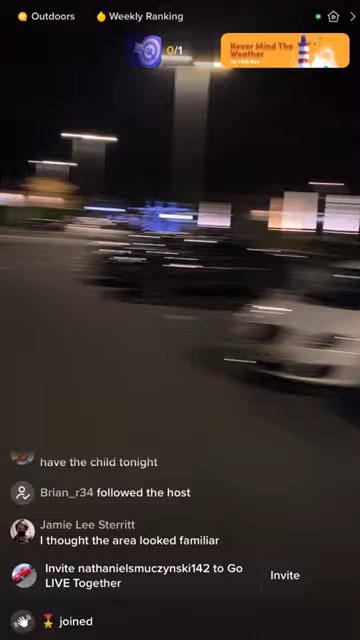 Outdoors
Weekly Ranking
0/1
Never Mind The
Weather
have the child tonight
Brian_r34 followed the host
Jamie Lee Sterritt
I thought the area looked familiar
Invite nathanielsmuczynski142 to Go
LIVE Together
Invite
joined